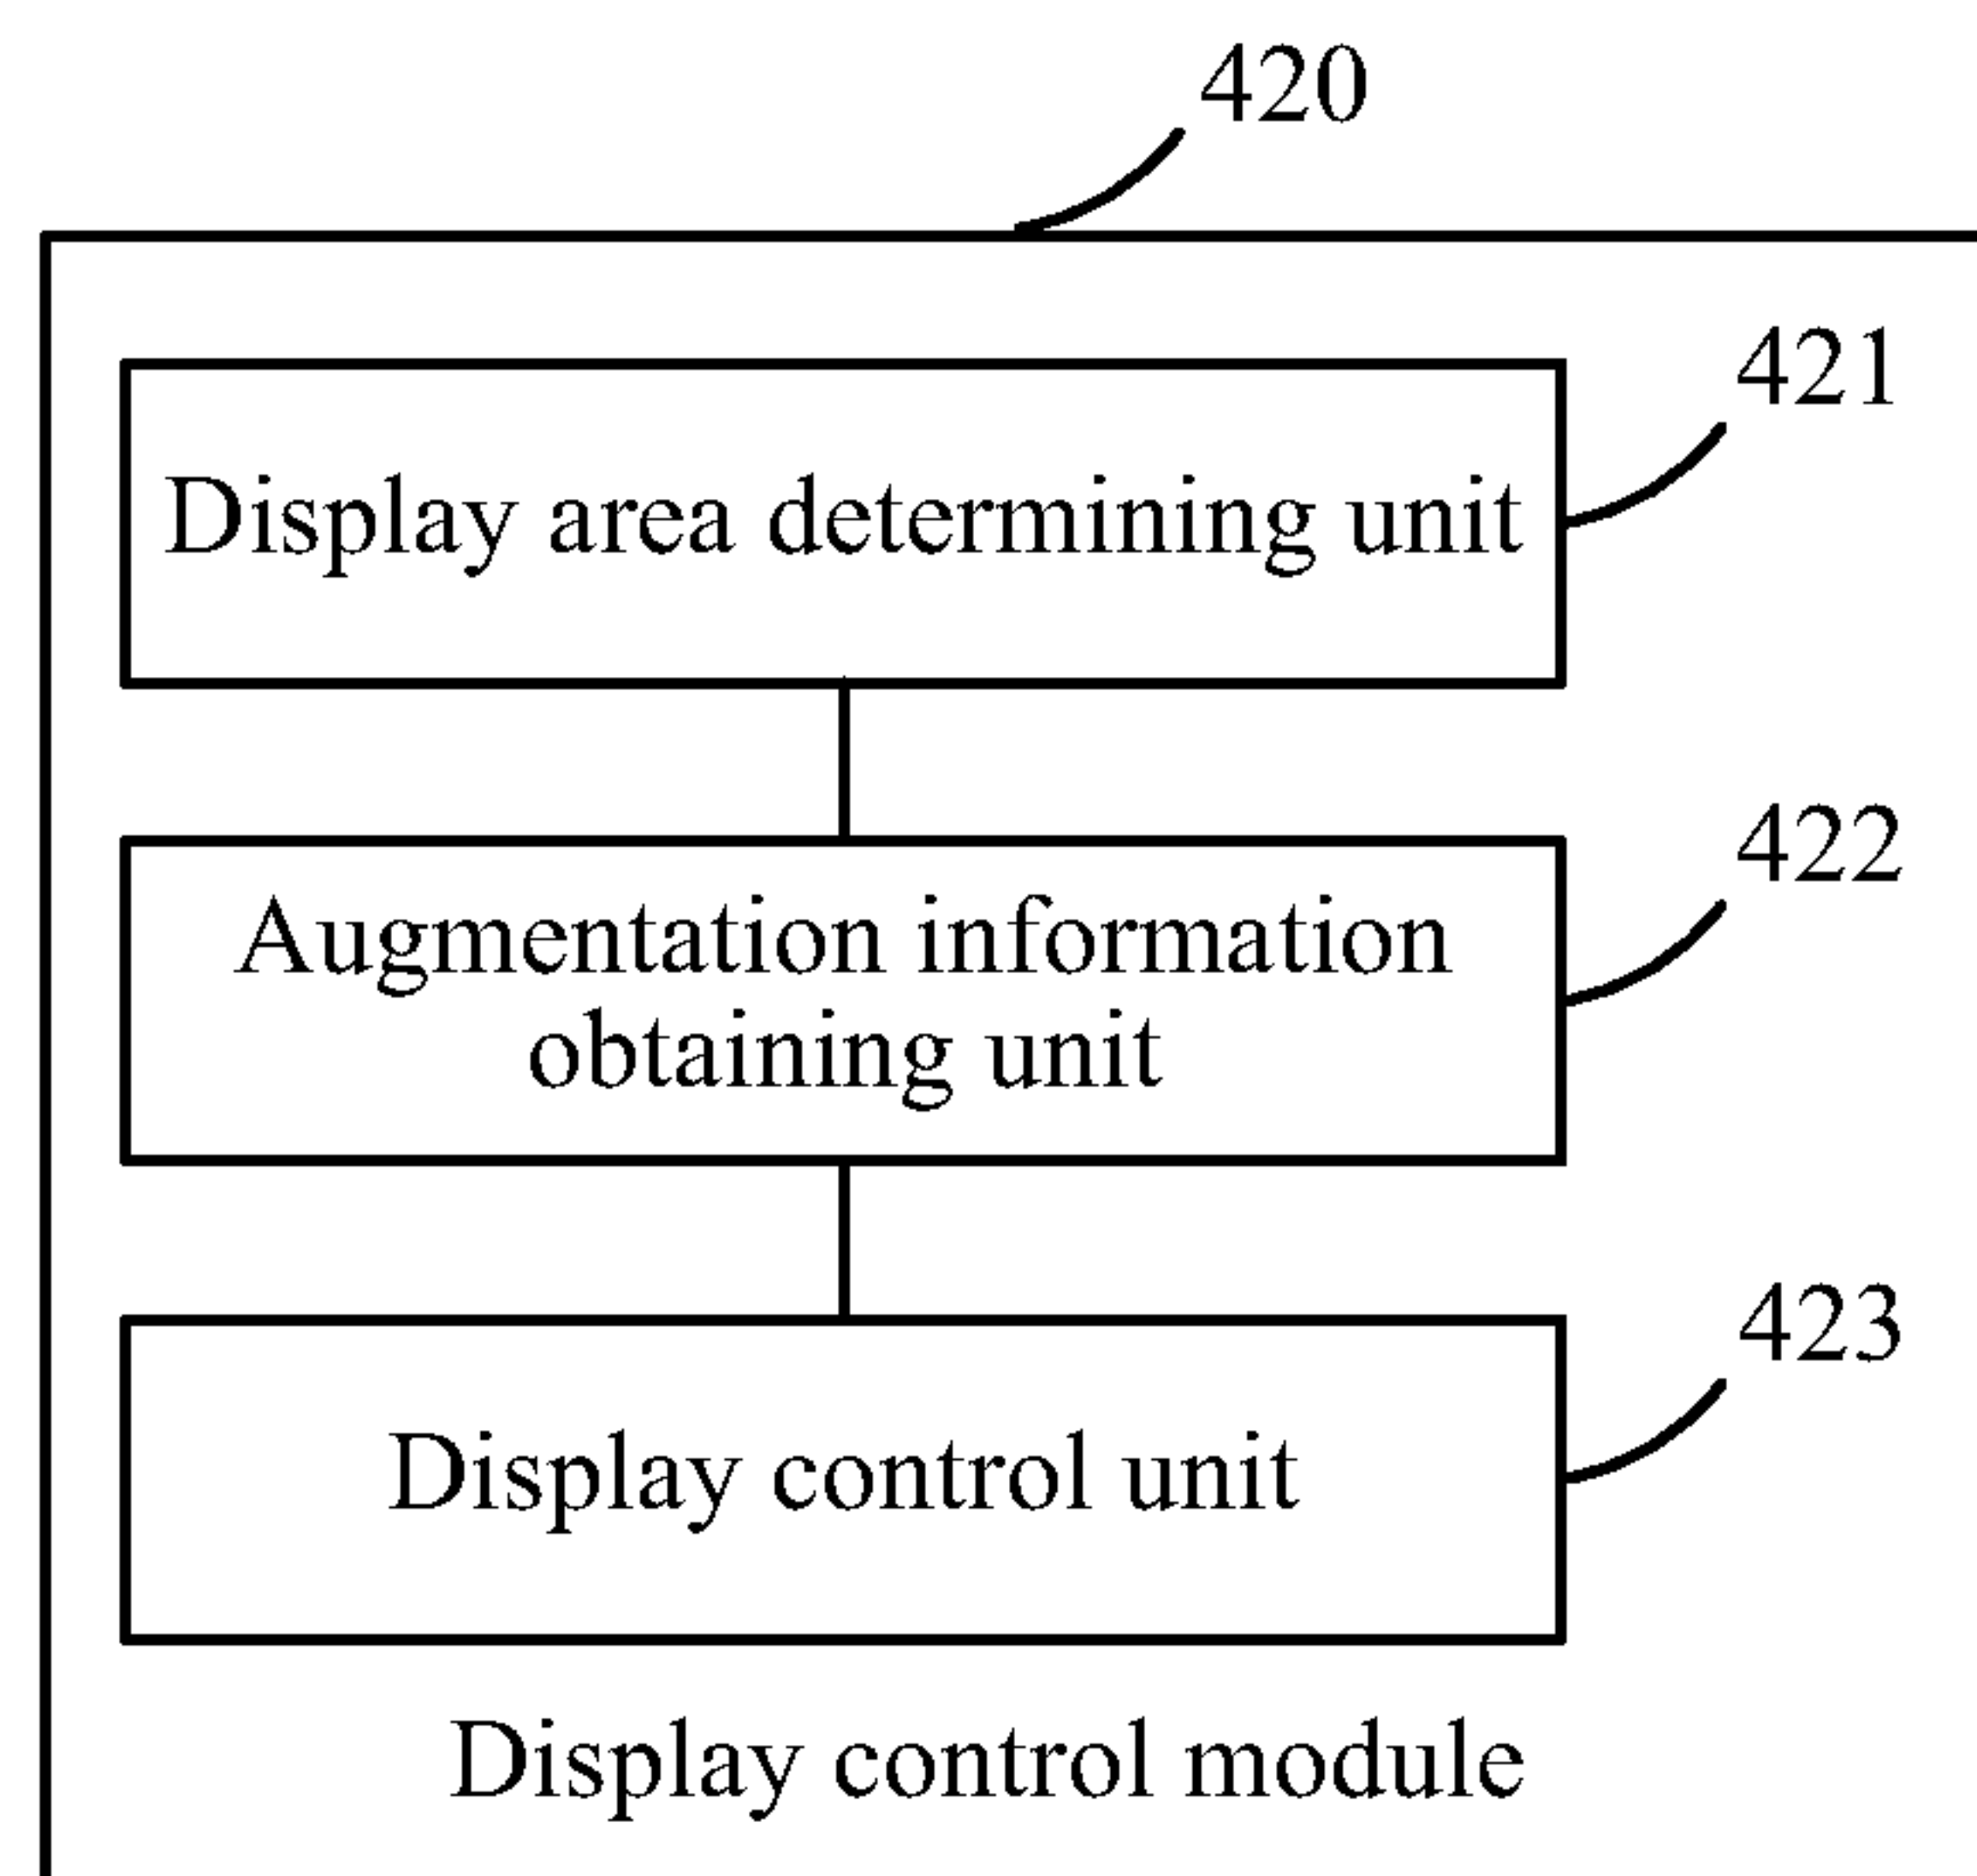 420
421
Display area determining unit
422
Augmentation information
obtaining unit
423
Display control unit
Display control module